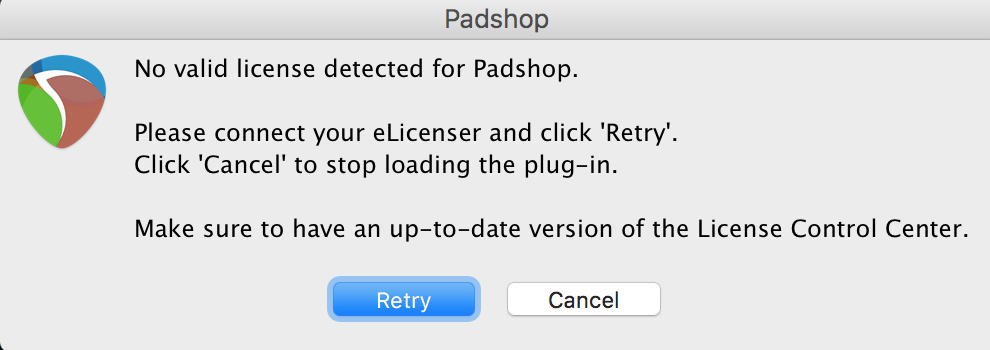 Padshop
No valid license detected for Padshop.
Please connect your eLicenser and click 'Retry'.
Click 'Cancel' to stop loading the plug-in.
Make sure to have an up-to-date version of the License Control Center.
Retry
Cancel